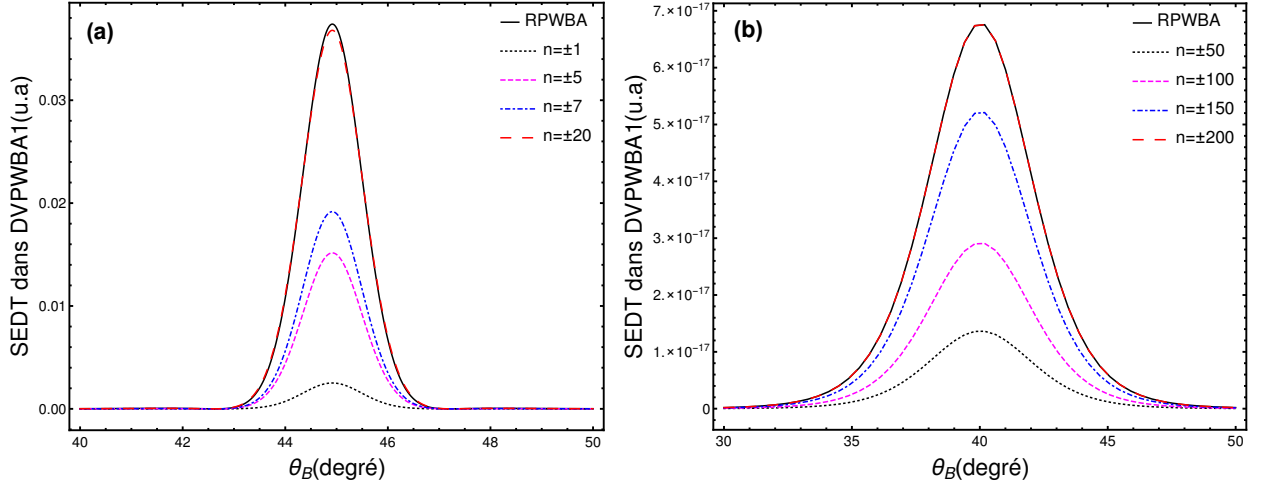 (a)
RPWBA
n=±1
n=±5
n=±7
n=±20
SEDT dans DVPWBA1(u.a)
0.03
0.02
0.01
0.00
40 42 44 46 48 50
θB(degré)
(b)
RPWBA
n=±50
n=±100
n=±150
n=±200
SEDT dans DVPWBA1(u.a)
7.×10⁻¹⁷
6.×10⁻¹⁷
5.×10⁻¹⁷
4.×10⁻¹⁷
3.×10⁻¹⁷
2.×10⁻¹⁷
1.×10⁻¹⁷
0
30 35 40 45 50
θB(degré)